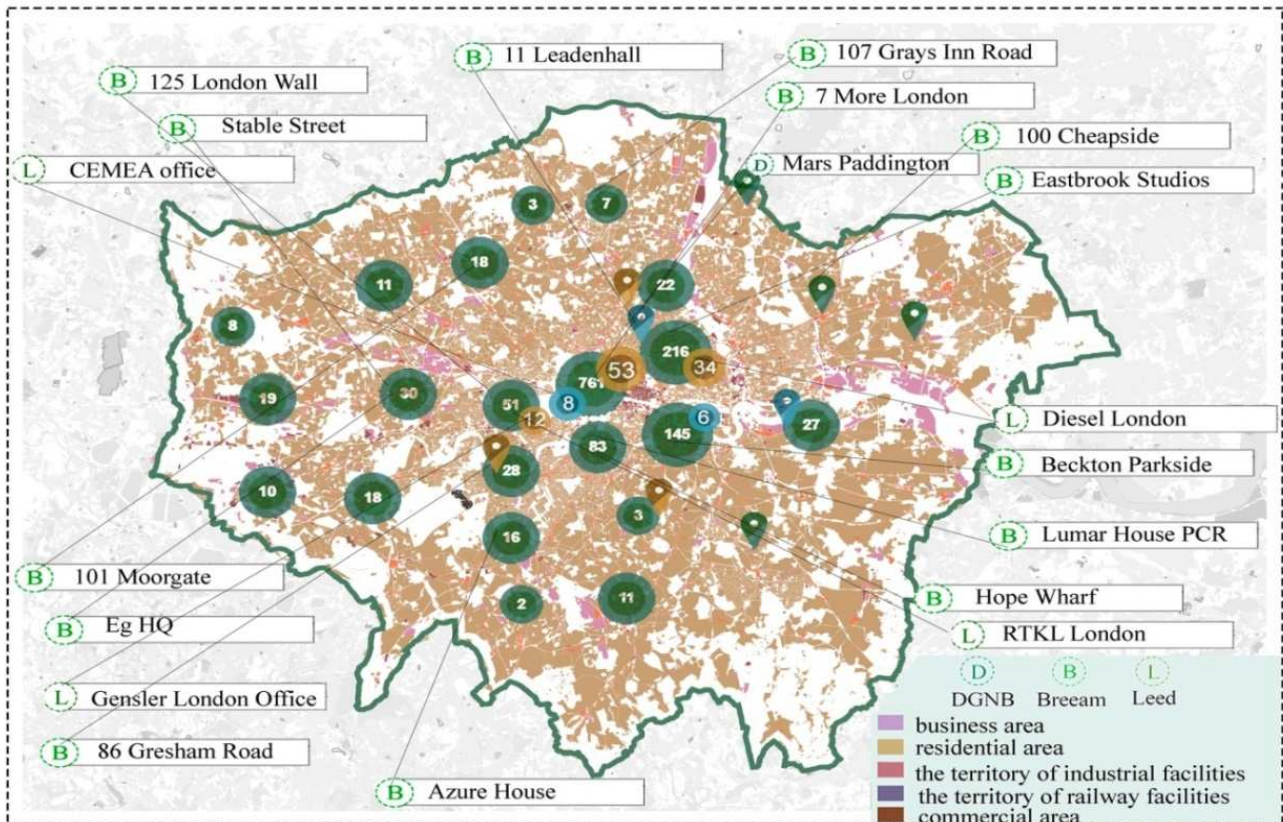 B 11 Leadenhall
B 107 Grays Inn Road
B 125 London Wall
B 7 More London
B Stable Street
B 100 Cheapside
L CEMEA office
D Mars Paddington
B Eastbrook Studios
3
7
18
11
22
8
216
53
34
761
30
19
51
8
12
6
27
145
83
28
10
18
3
16
2
11
L Diesel London
B Beckton Parkside
B Lumar House PCR
B 101 Moorgate
B Hope Wharf
B Eg HQ
L RTKL London
L Gensler London Office
B 86 Gresham Road
B Azure House
D B L
DGNB Breeam Leed
business area
residential area
the territory of industrial facilities
the territory of railway facilities
commercial area